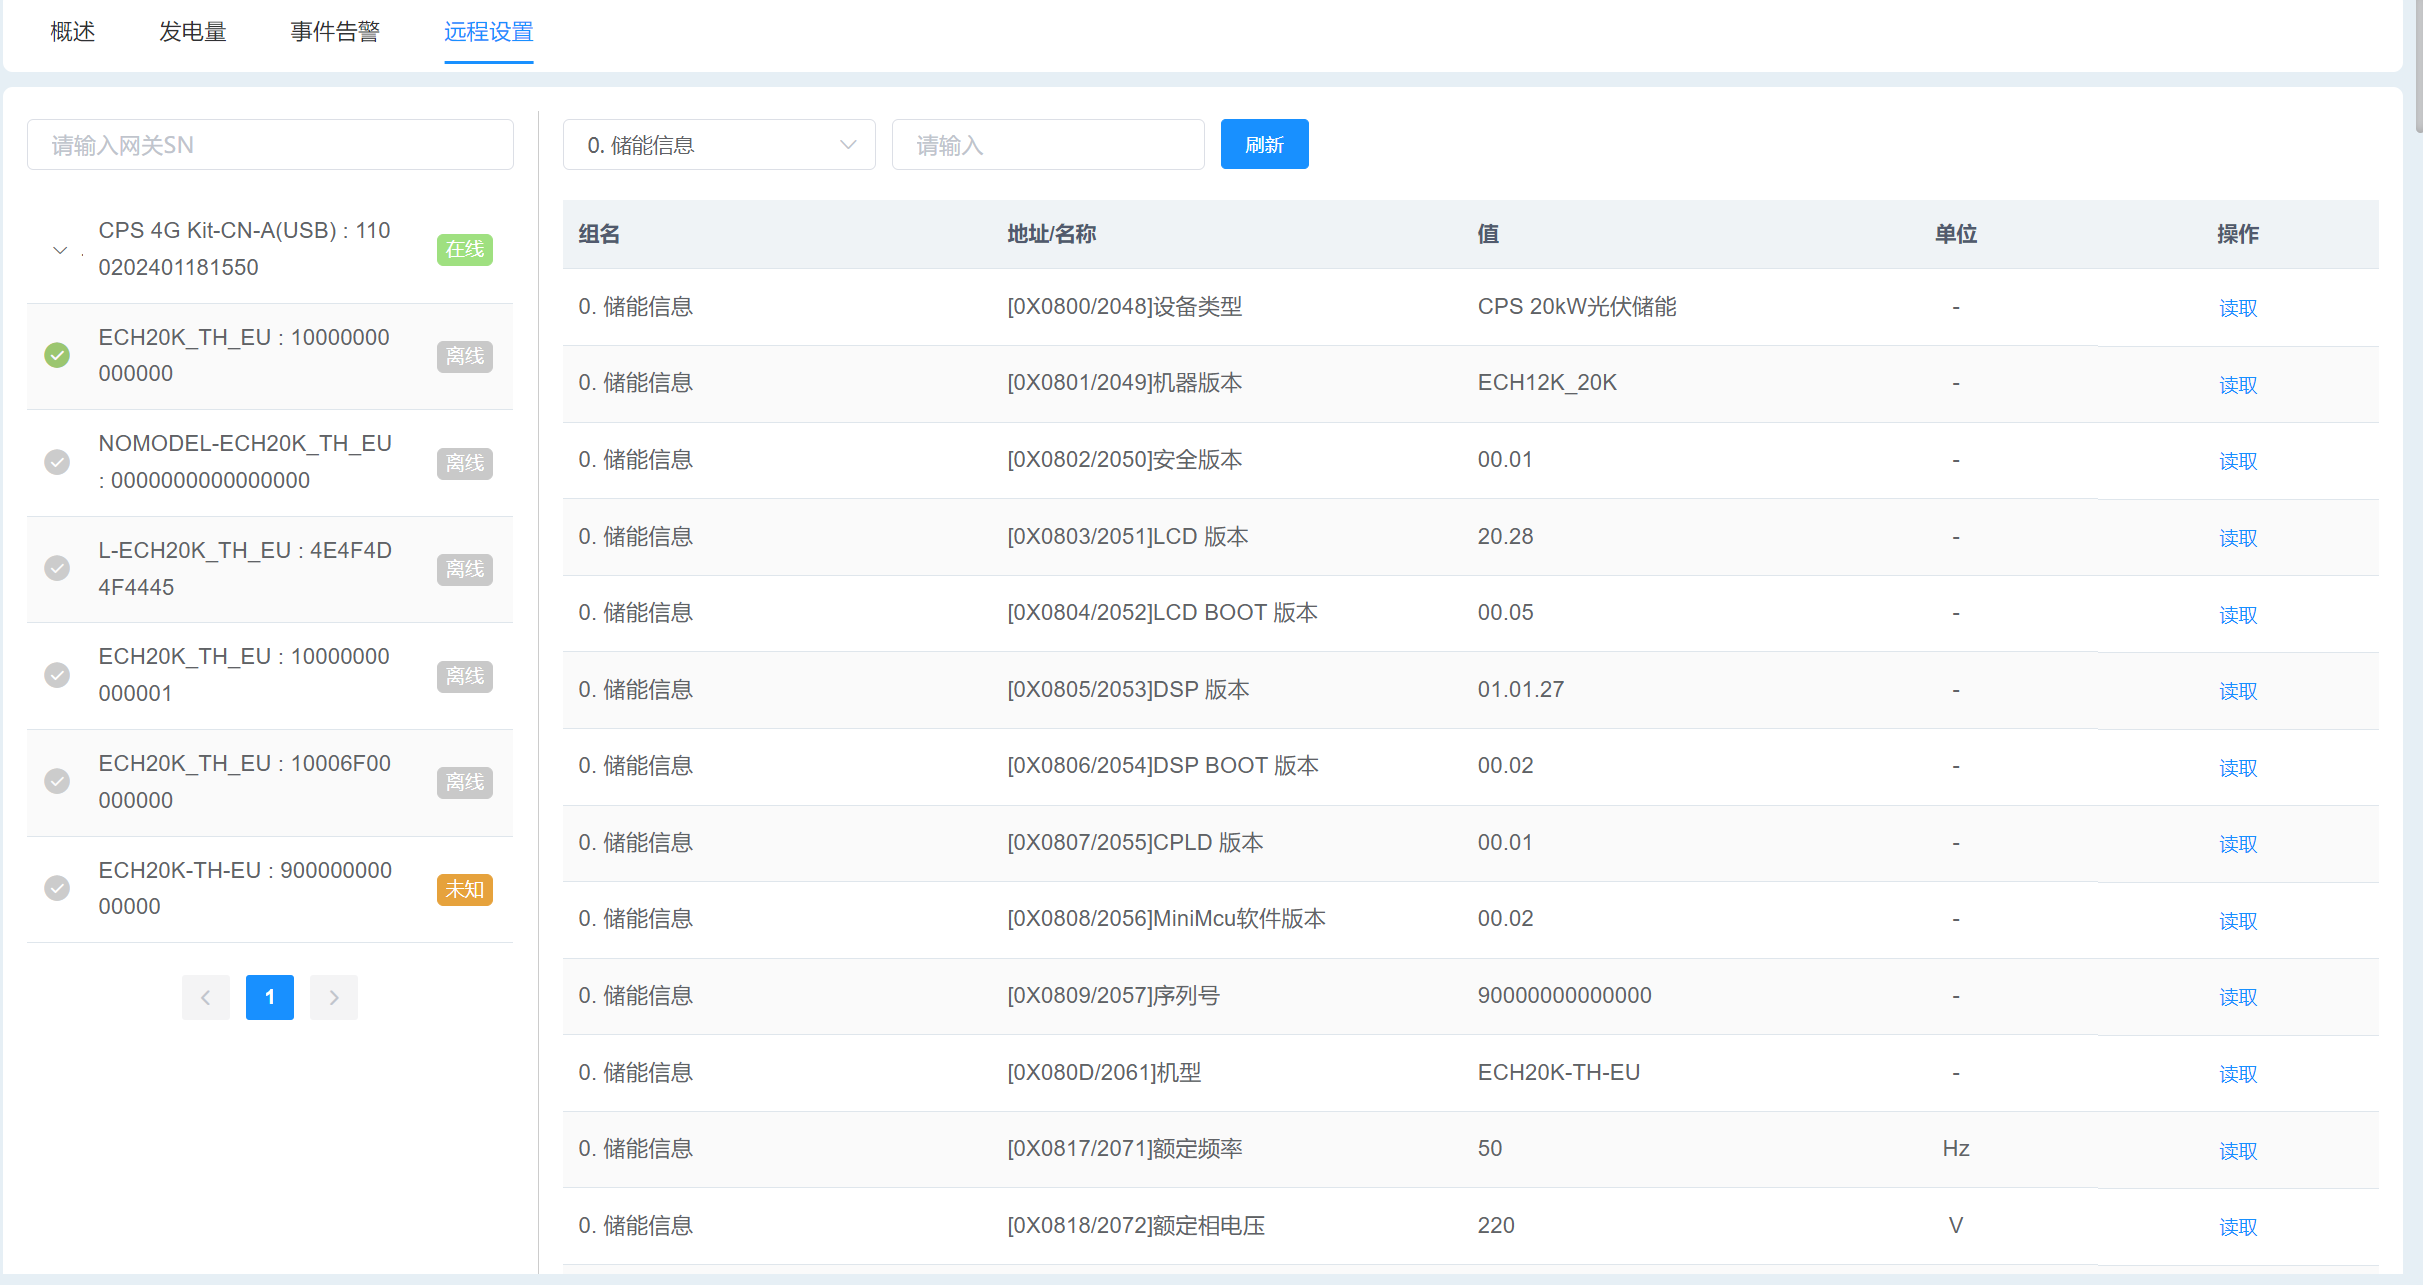 概述 发电量 事件告警 远程设置
请输入网关SN
0. 储能信息 请输入 刷新
CPS 4G Kit-CN-A(USB) : 110
0202401181550
在线
ECH20K_TH_EU : 10000000
000000
离线
NOMODEL-ECH20K_TH_EU
: 0000000000000000
离线
L-ECH20K_TH_EU : 4E4F4D
4F4445
离线
ECH20K_TH_EU : 10000000
000001
离线
ECH20K_TH_EU : 10006F00
000000
离线
ECH20K-TH-EU : 900000000
00000
未知
1
组名 地址/名称 值 单位 操作
0. 储能信息 [0X0800/2048]设备类型 CPS 20kW光伏储能 - 读取
0. 储能信息 [0X0801/2049]机器版本 ECH12K_20K - 读取
0. 储能信息 [0X0802/2050]安全版本 00.01 - 读取
0. 储能信息 [0X0803/2051]LCD 版本 20.28 - 读取
0. 储能信息 [0X0804/2052]LCD BOOT 版本 00.05 - 读取
0. 储能信息 [0X0805/2053]DSP 版本 01.01.27 - 读取
0. 储能信息 [0X0806/2054]DSP BOOT 版本 00.02 - 读取
0. 储能信息 [0X0807/2055]CPLD 版本 00.01 - 读取
0. 储能信息 [0X0808/2056]MiniMcu软件版本 00.02 - 读取
0. 储能信息 [0X0809/2057]序列号 90000000000000 - 读取
0. 储能信息 [0X080D/2061]机型 ECH20K-TH-EU - 读取
0. 储能信息 [0X0817/2071]额定频率 50 Hz 读取
0. 储能信息 [0X0818/2072]额定相电压 220 V 读取